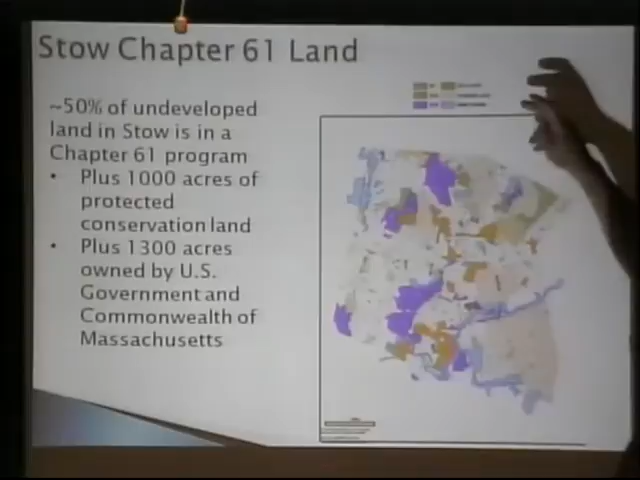 Stow Chapter 61 Land
~50% of undeveloped
land in Stow is in a
Chapter 61 program
• Plus 1000 acres of
protected
conservation land
• Plus 1300 acres
owned by U.S.
Government and
Commonwealth of
Massachusetts